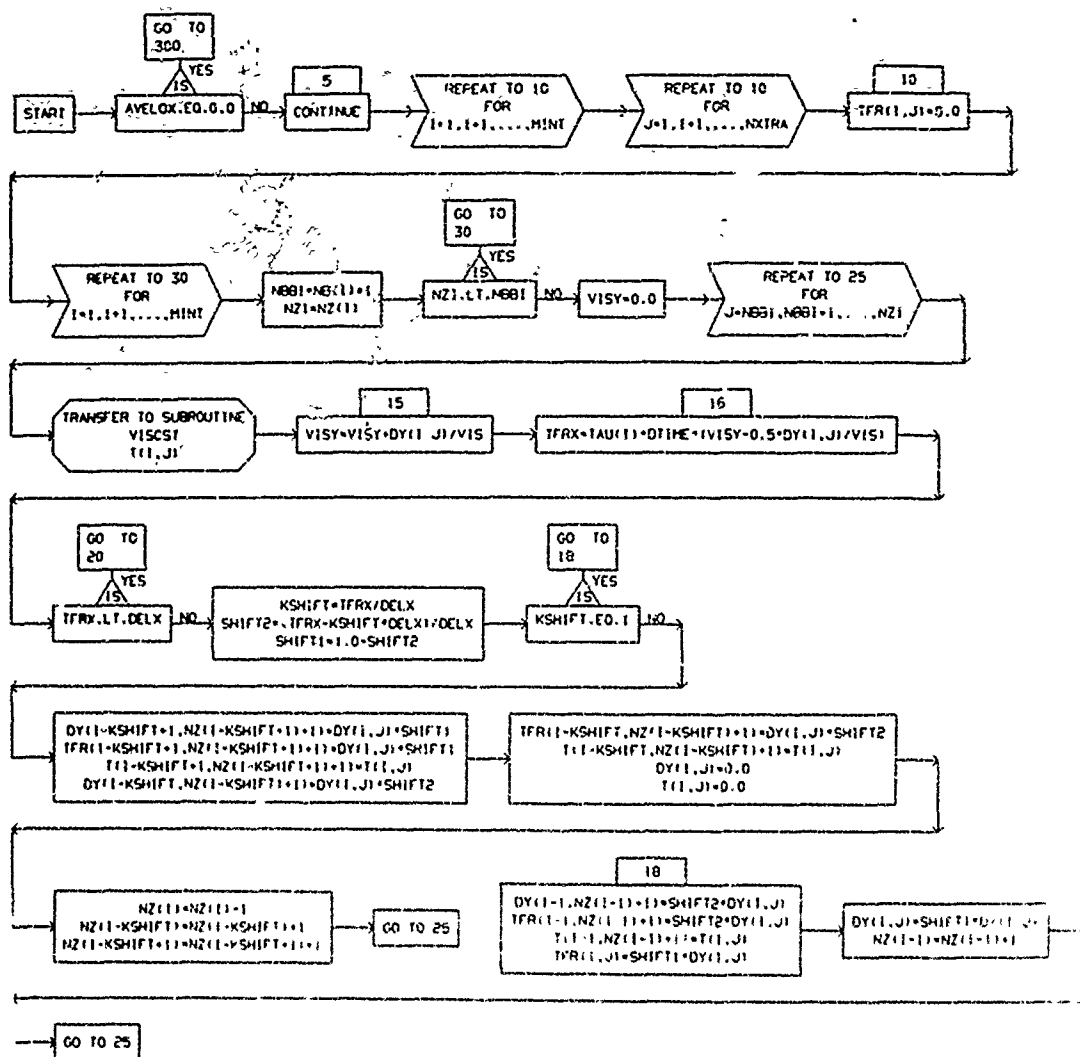 GO TO
300
YES
IS
START
AVELOX.EQ.0.0
NO
5
CONTINUE
REPEAT TO 10
FOR
I=1,I+1,...,MINT
REPEAT TO 10
FOR
J=1,I+1,...,NXTRA
10
TFR(I,J)=0.0
REPEAT TO 30
FOR
I=1,I+1,...,MINT
NBBI=NB(I)+1
NZI=NZ(I)
GO TO
30
YES
IS
NZI.LT.NBBI
NO
VISY=0.0
REPEAT TO 25
FOR
J=NBBI,NBBI+1,...,NZI
TRANSFER TO SUBROUTINE
VISCST
T(I,J)
15
VISY=VISY+DY(I,J)/VIS
16
TFRX=TAU(I)*DTIME*(VISY-0.5*DY(I,J)/VIS)
GO TO
20
YES
IS
TFRX.LT.DELX
NO
KSHIFT=TFRX/DELX
SHIFT2=(TFRX-KSHIFT*DELX)/DELX
SHIFT1=1.0-SHIFT2
GO TO
18
YES
IS
KSHIFT.EQ.1
NO
DY(I-KSHIFT+1,NZ(I-KSHIFT+1)+1)=DY(I,J)*SHIFT1
TFR(I-KSHIFT+1,NZ(I-KSHIFT+1)+1)=DY(I,J)*SHIFT1
T(I-KSHIFT+1,NZ(I-KSHIFT+1)+1)=T(I,J)
DY(I-KSHIFT,NZ(I-KSHIFT)+1)=DY(I,J)*SHIFT2
TFR(I-KSHIFT,NZ(I-KSHIFT)+1)=DY(I,J)*SHIFT2
T(I-KSHIFT,NZ(I-KSHIFT)+1)=T(I,J)
DY(I,J)=0.0
T(I,J)=0.0
NZ(I)=NZ(I)-1
NZ(I-KSHIFT)=NZ(I-KSHIFT)+1
NZ(I-KSHIFT+1)=NZ(I-KSHIFT+1)+1
GO TO 25
18
DY(I-1,NZ(I-1)+1)=SHIFT2*DY(I,J)
TFR(I-1,NZ(I-1)+1)=SHIFT2*DY(I,J)
T(I-1,NZ(I-1)+1)=T(I,J)
TFR(I,J)=SHIFT1*DY(I,J)
DY(I,J)=SHIFT1*DY(I,J)
NZ(I-1)=NZ(I-1)+1
GO TO 25